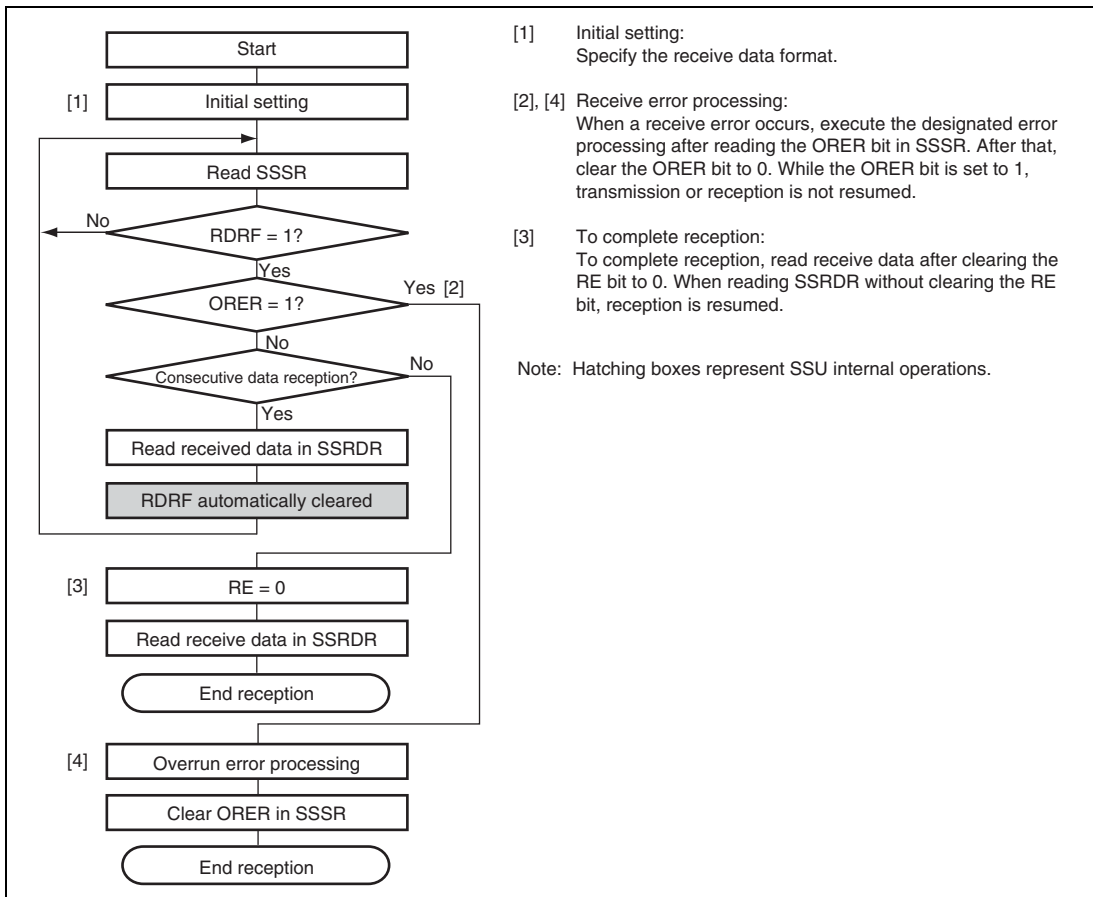 Start
[1] Initial setting
Read SSSR
No
RDRF = 1?
Yes
ORER = 1?
Yes [2]
No
Consecutive data reception?
No
Yes
Read received data in SSRDR
RDRF automatically cleared
[3] RE = 0
Read receive data in SSRDR
End reception
[4] Overrun error processing
Clear ORER in SSSR
End reception
[1] Initial setting:
Specify the receive data format.
[2], [4] Receive error processing:
When a receive error occurs, execute the designated error
processing after reading the ORER bit in SSSR. After that,
clear the ORER bit to 0. While the ORER bit is set to 1,
transmission or reception is not resumed.
[3] To complete reception:
To complete reception, read receive data after clearing the
RE bit to 0. When reading SSRDR without clearing the RE
bit, reception is resumed.
Note: Hatching boxes represent SSU internal operations.